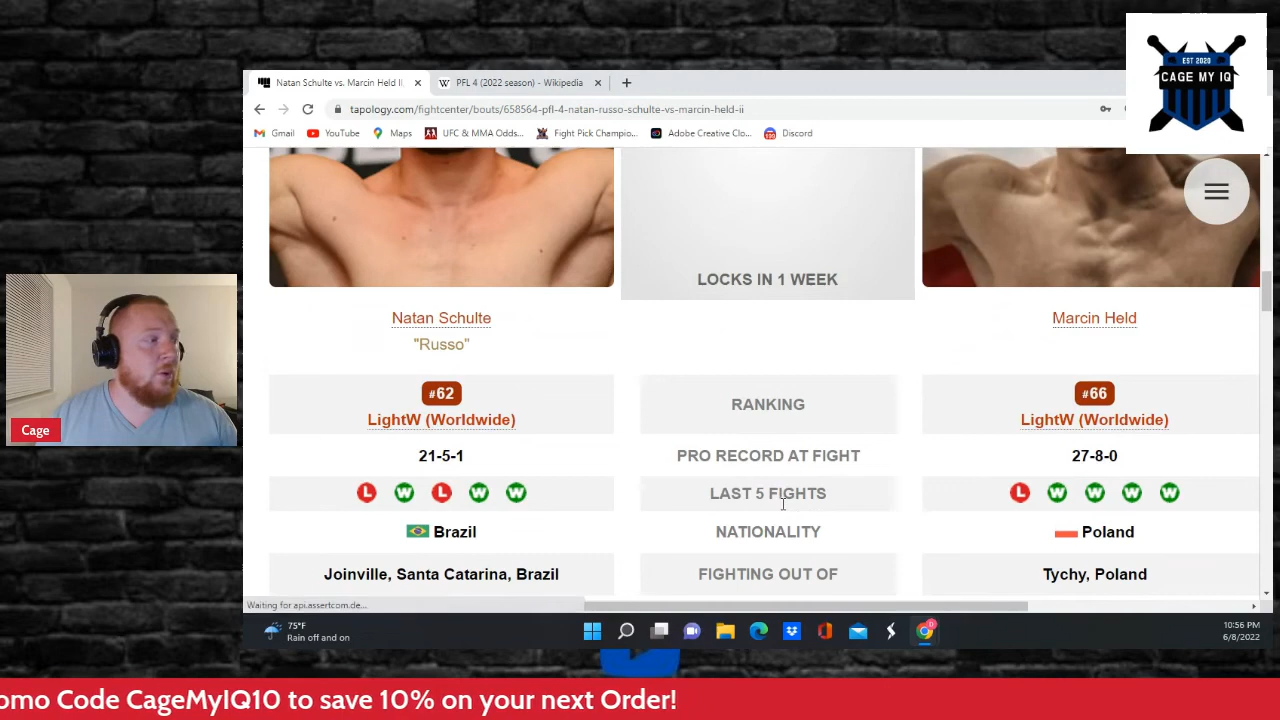 Natan Schulte vs. Marcin Held II
PFL 4 (2022 season) - Wikipedia
tapology.com/fightcenter/bouts/658564-pfl-4-natan-russo-schulte-vs-marcin-held-ii
Gmail YouTube Maps UFC & MMA Odds... Fight Pick Champio... Adobe Creative Clo... Discord
EST 2020
CAGE MY IQ
LOCKS IN 1 WEEK
Natan Schulte Marcin Held
"Russo"
#62 RANKING #66
LightW (Worldwide) LightW (Worldwide)
21-5-1 PRO RECORD AT FIGHT 27-8-0
L W L W W LAST 5 FIGHTS L W W W W
Brazil NATIONALITY Poland
Joinville, Santa Catarina, Brazil FIGHTING OUT OF Tychy, Poland
Cage
Waiting for api.assertcom.de...
75°F
Rain off and on
10:56 PM
6/8/2022
omo Code CageMyIQ10 to save 10% on your next Order!